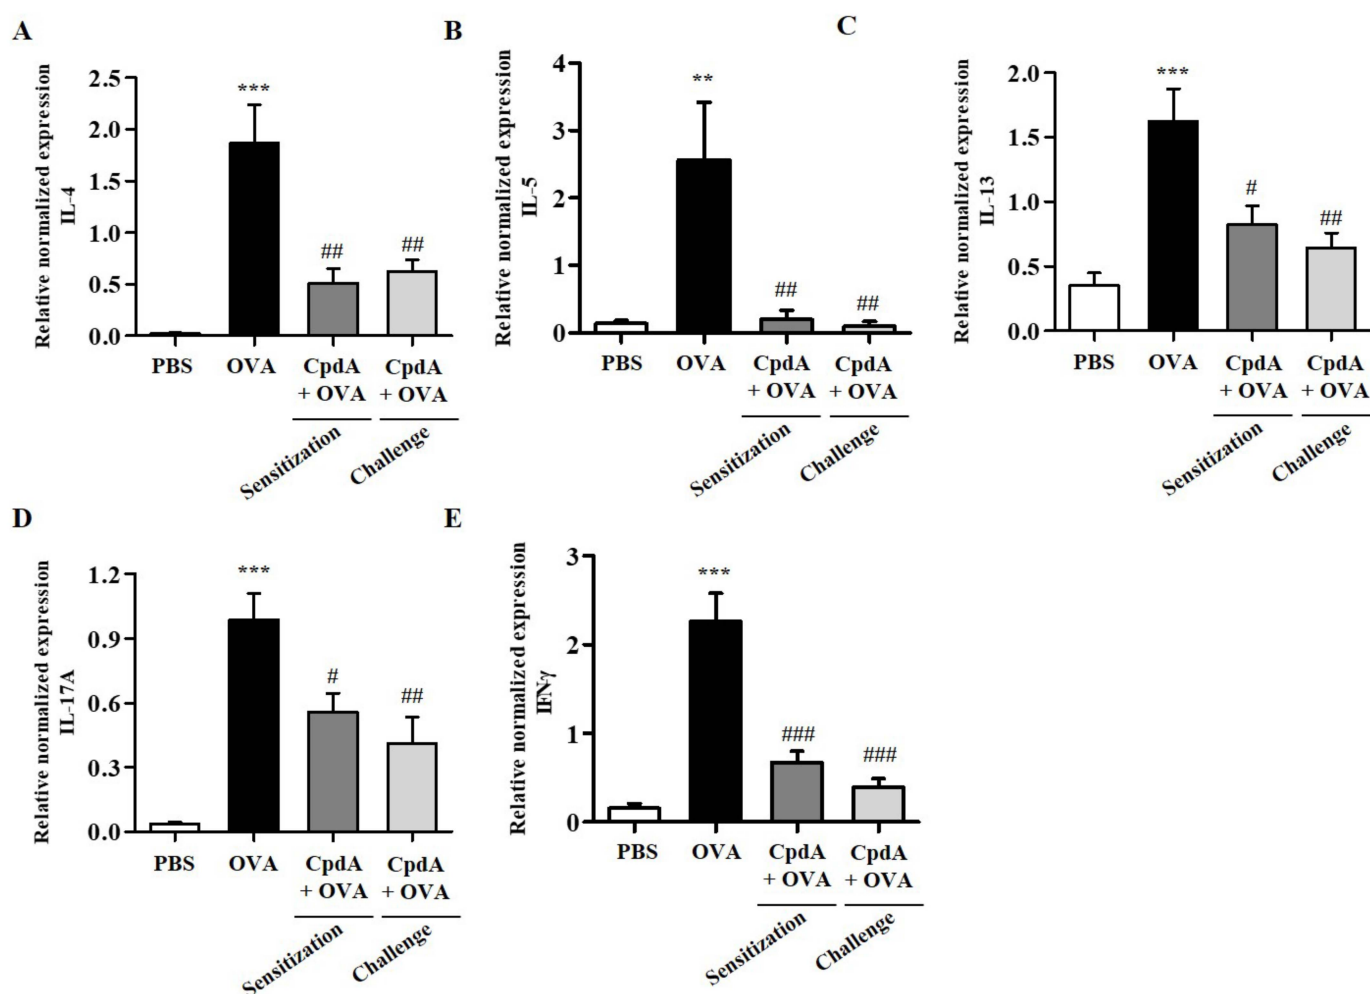 A
Relative normalized expression
IL-4
2.5
2.0
1.5
1.0
0.5
0.0
***
##
##
PBS
OVA
CpdA
+ OVA
CpdA
+ OVA
Sensitization
Challenge
B
Relative normalized expression
IL-5
4
3
2
1
0
**
##
##
PBS
OVA
CpdA
+ OVA
CpdA
+ OVA
Sensitization
Challenge
C
Relative normalized expression
IL-13
2.0
1.5
1.0
0.5
0.0
***
#
##
PBS
OVA
CpdA
+ OVA
CpdA
+ OVA
Sensitization
Challenge
D
Relative normalized expression
IL-17A
1.2
0.9
0.6
0.3
0.0
***
#
##
PBS
OVA
CpdA
+ OVA
CpdA
+ OVA
Sensitization
Challenge
E
Relative normalized expression
IFNγ
3
2
1
0
***
###
###
PBS
OVA
CpdA
+ OVA
CpdA
+ OVA
Sensitization
Challenge